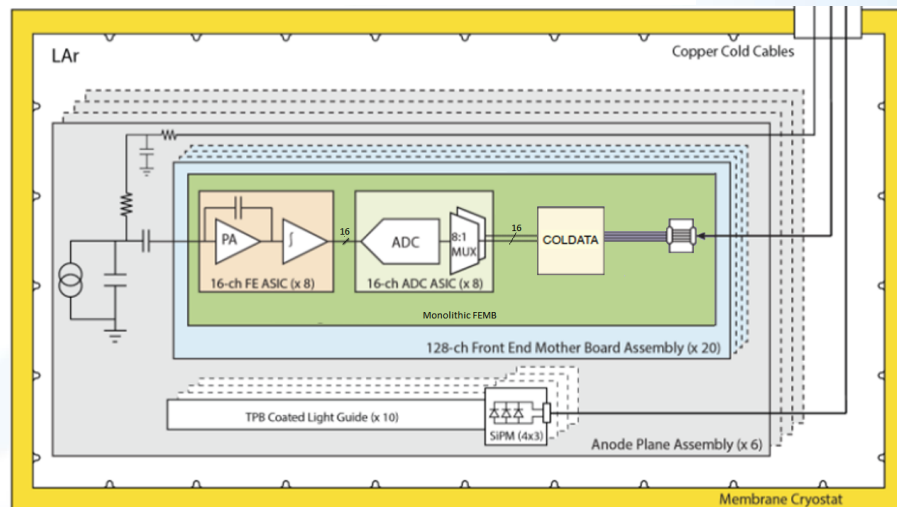 LAr
Copper Cold Cables
PA
∫
16
ADC
8:1
MUX
16
COLDATA
16-ch FE ASIC (x 8)
16-ch ADC ASIC (x 8)
Monolithic FEMB
128-ch Front End Mother Board Assembly (x 20)
TPB Coated Light Guide (x 10)
SiPM (4x3)
Anode Plane Assembly (x 6)
Membrane Cryostat